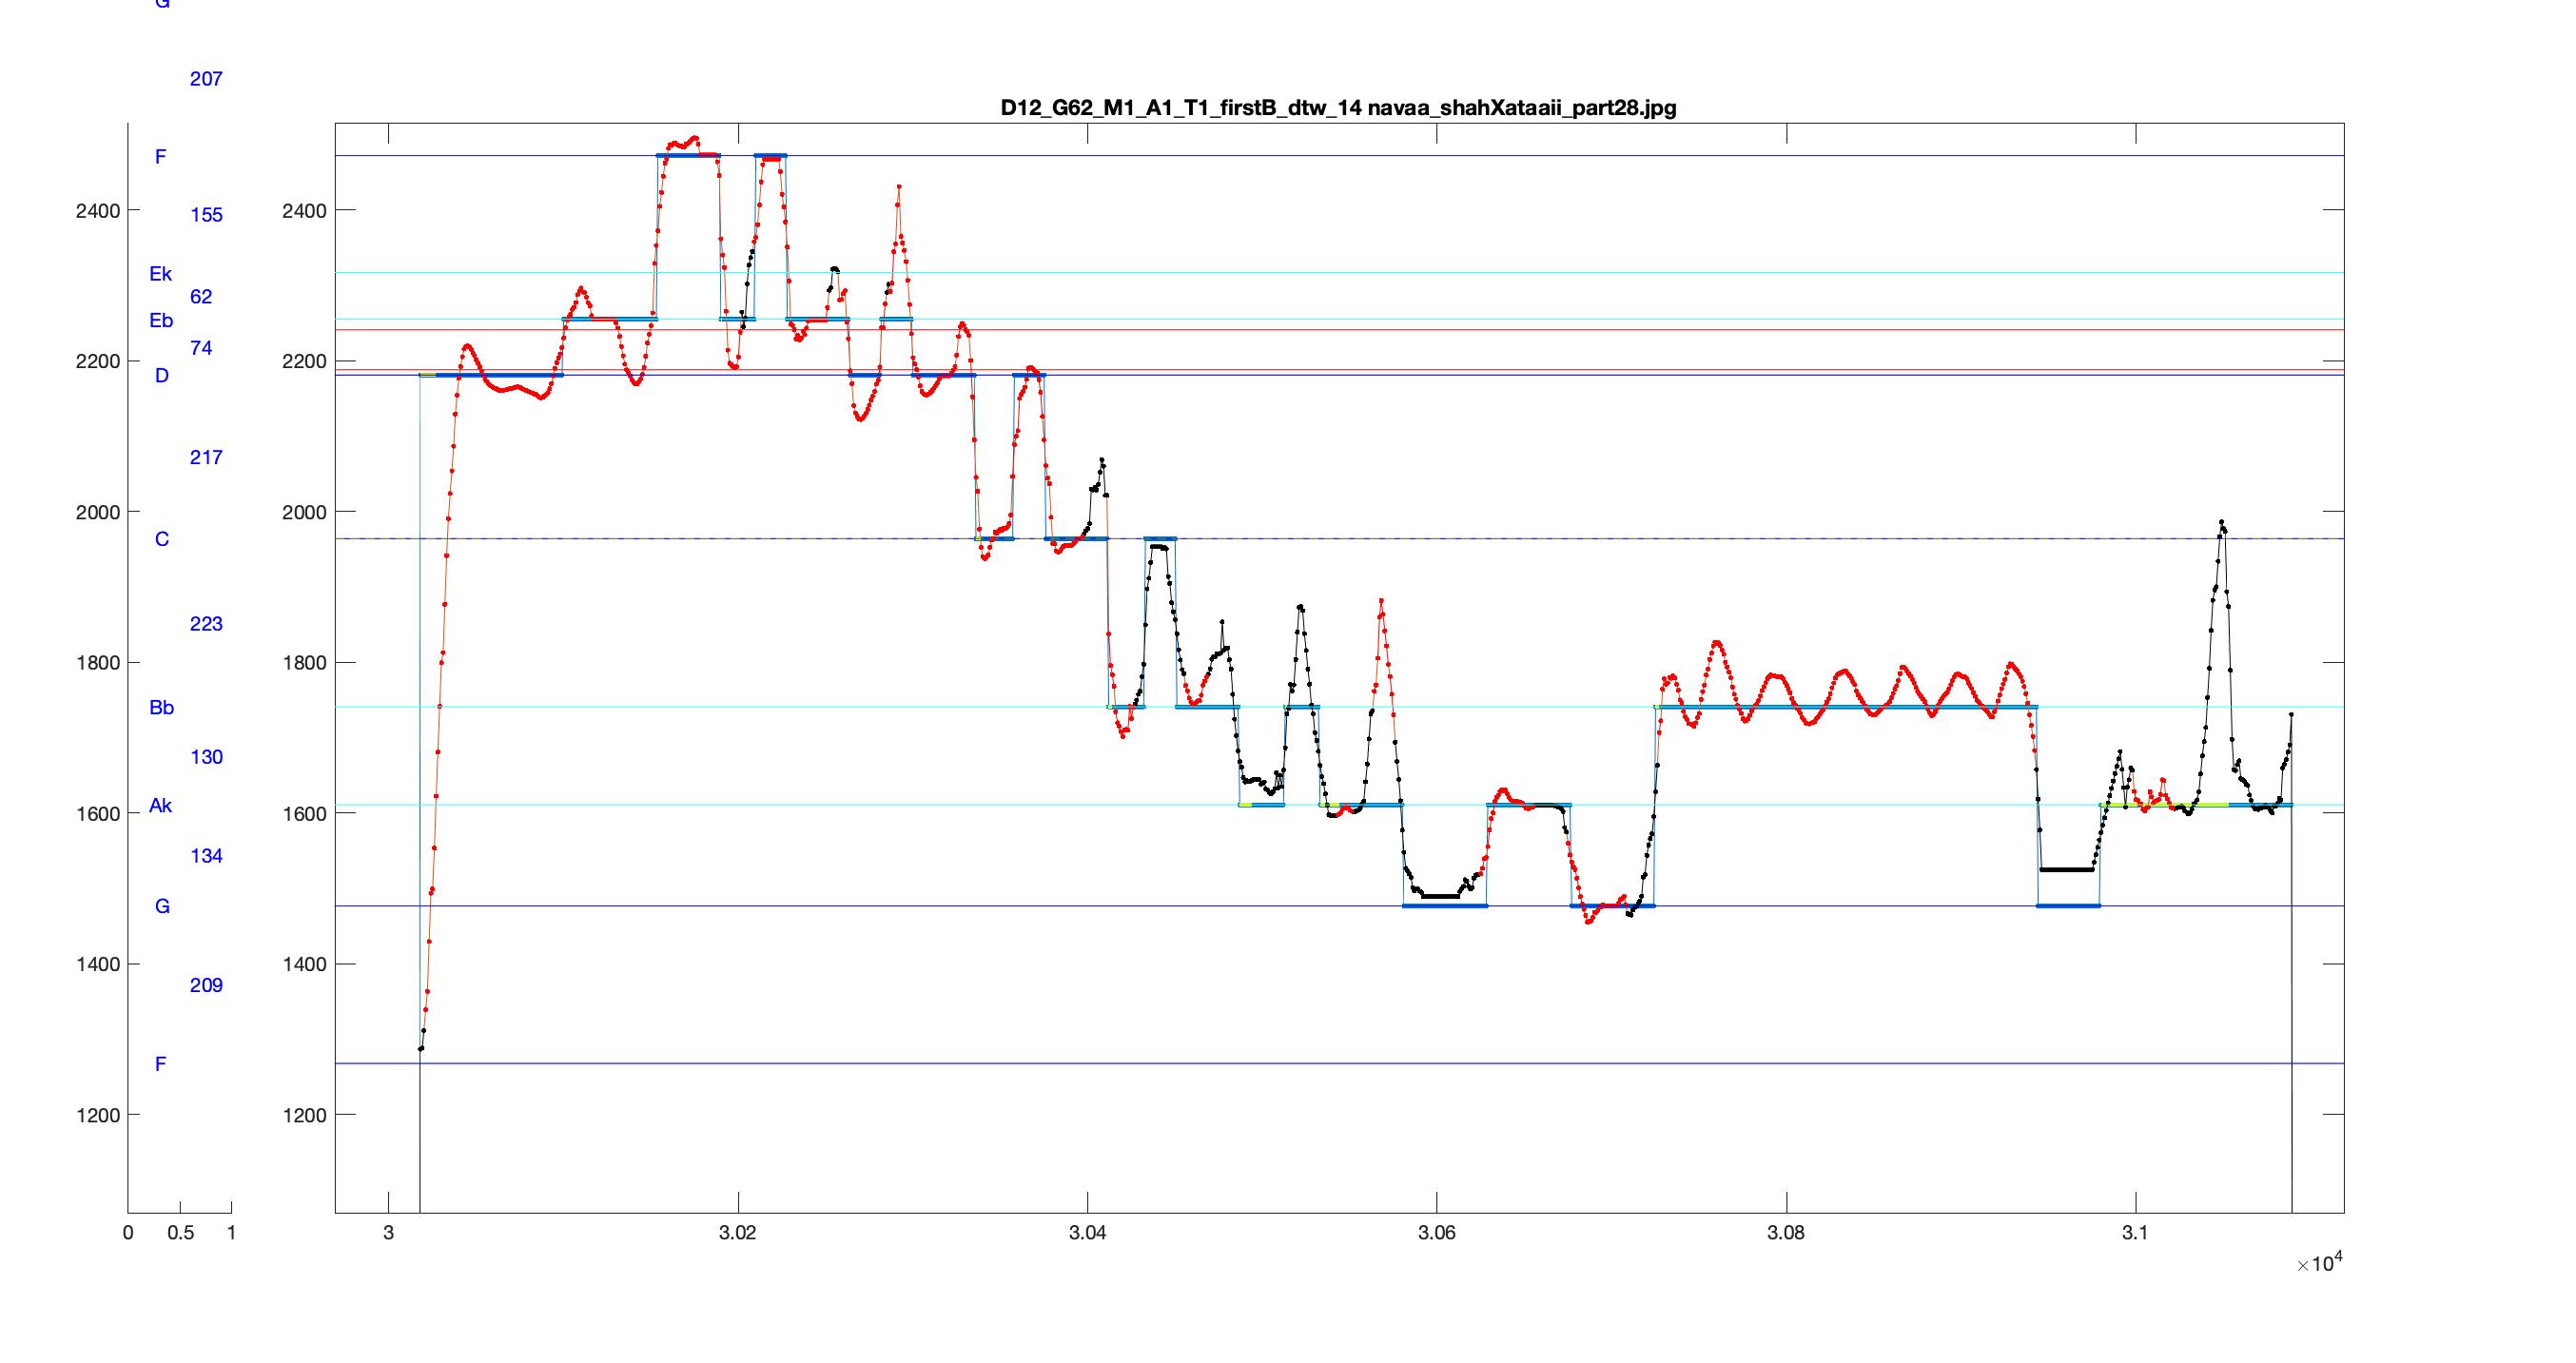 G
207
D12_G62_M1_A1_T1_firstB_dtw_14 navaa_shahXataaii_part28.jpg
F
2400
155
2400
Ek
62
Eb
74
2200
2200
D
217
2000
2000
C
223
1800
1800
Bb
130
1600
Ak
1600
134
G
1400
1400
209
F
1200
1200
0 0.5 1
3 3.02 3.04 3.06 3.08 3.1
×10^4